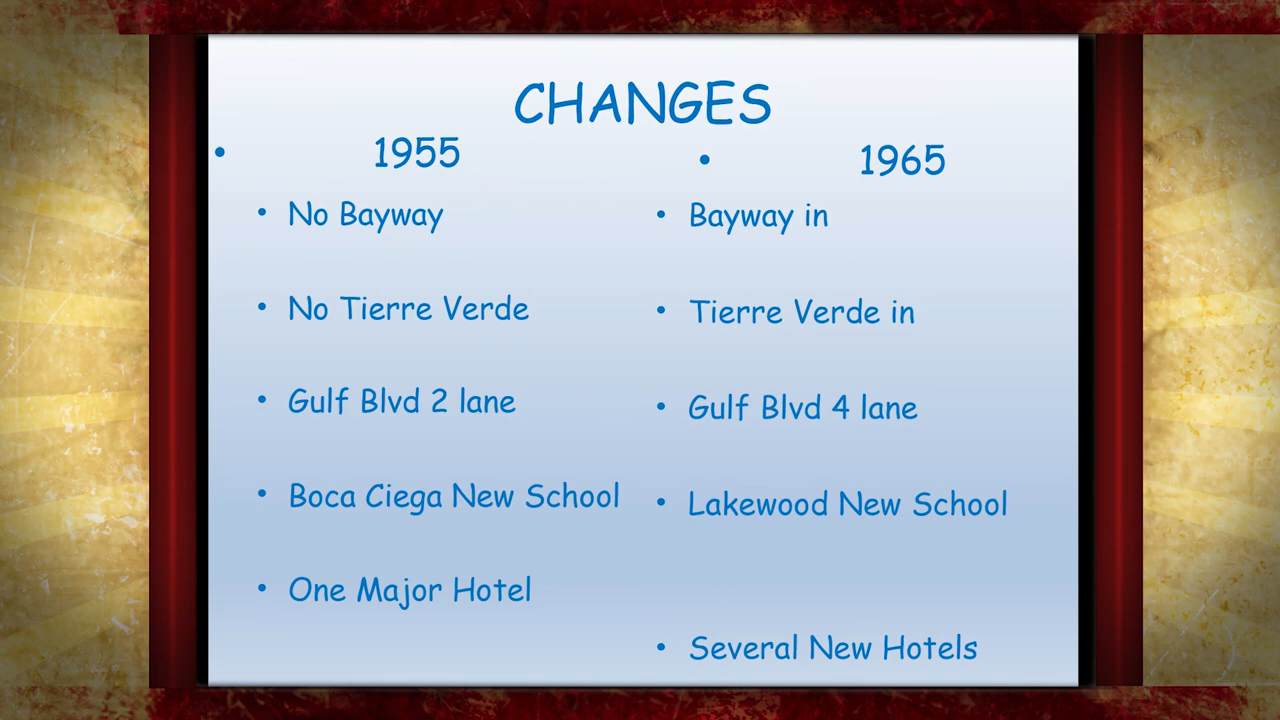 CHANGES
• 1955
• No Bayway
• No Tierre Verde
• Gulf Blvd 2 lane
• Boca Ciega New School
• One Major Hotel
• 1965
• Bayway in
• Tierre Verde in
• Gulf Blvd 4 lane
• Lakewood New School
• Several New Hotels